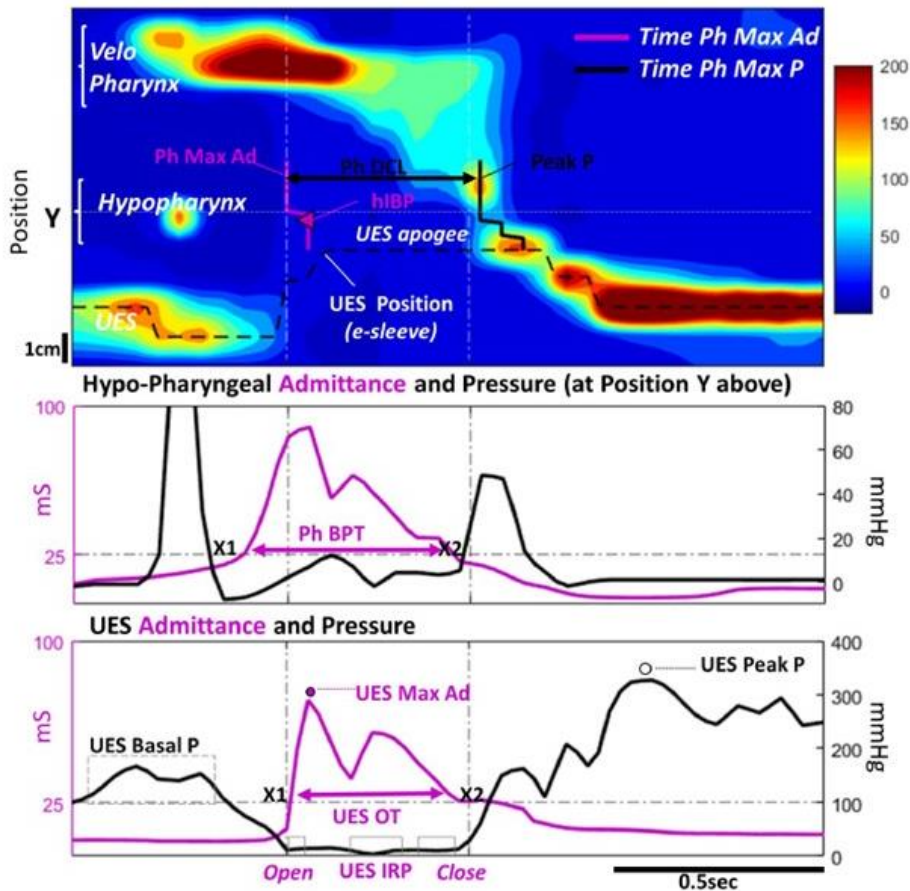 Velo
Pharynx
Time Ph Max Ad
Time Ph Max P
200
150
100
50
0
Position
Ph Max Ad
Ph DCL
Peak P
Y
Hypopharynx
hIBP
UES apogee
UES
UES Position
(e-sleeve)
1cm
Hypo-Pharyngeal Admittance and Pressure (at Position Y above)
100
80
60
40
20
0
mS
mmHg
25
X1
Ph BPT
X2
UES Admittance and Pressure
100
400
300
200
100
0
mS
mmHg
UES Max Ad
UES Peak P
UES Basal P
25
X1
X2
UES OT
Open
UES IRP
Close
0.5sec